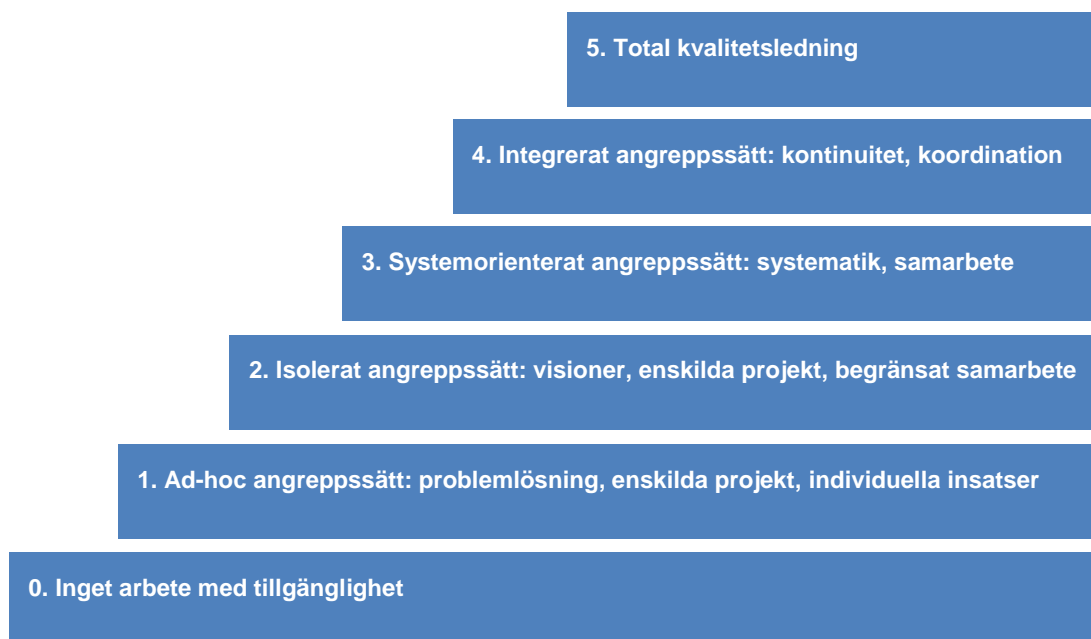 5. Total kvalitetsledning
4. Integrerat angreppssätt: kontinuitet, koordination
3. Systemorienterat angreppssätt: systematik, samarbete
2. Isolerat angreppssätt: visioner, enskilda projekt, begränsat samarbete
1. Ad-hoc angreppssätt: problemlösning, enskilda projekt, individuella insatser
0. Inget arbete med tillgänglighet